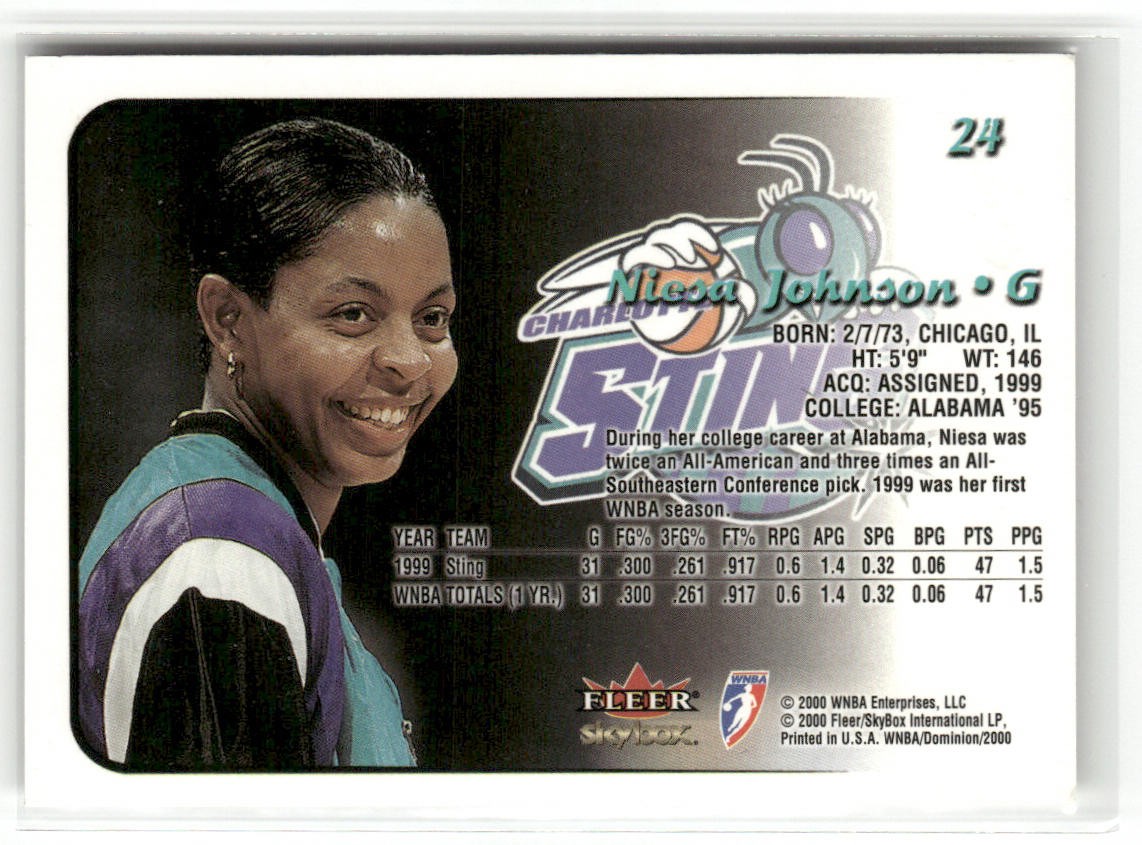 24
CHARLOTTE
STING
Niesa Johnson • G
BORN: 2/7/73, CHICAGO, IL
HT: 5'9" WT: 146
ACQ: ASSIGNED, 1999
COLLEGE: ALABAMA '95
During her college career at Alabama, Niesa was
twice an All-American and three times an All-
Southeastern Conference pick. 1999 was her first
WNBA season.
YEAR TEAM G FG% 3FG% FT% RPG APG SPG BPG PTS PPG
1999 Sting 31 .300 .261 .917 0.6 1.4 0.32 0.06 47 1.5
WNBA TOTALS (1 YR.) 31 .300 .261 .917 0.6 1.4 0.32 0.06 47 1.5
FLEER®
skybox.
WNBA
© 2000 WNBA Enterprises, LLC
© 2000 Fleer/SkyBox International LP,
Printed in U.S.A. WNBA/Dominion/2000